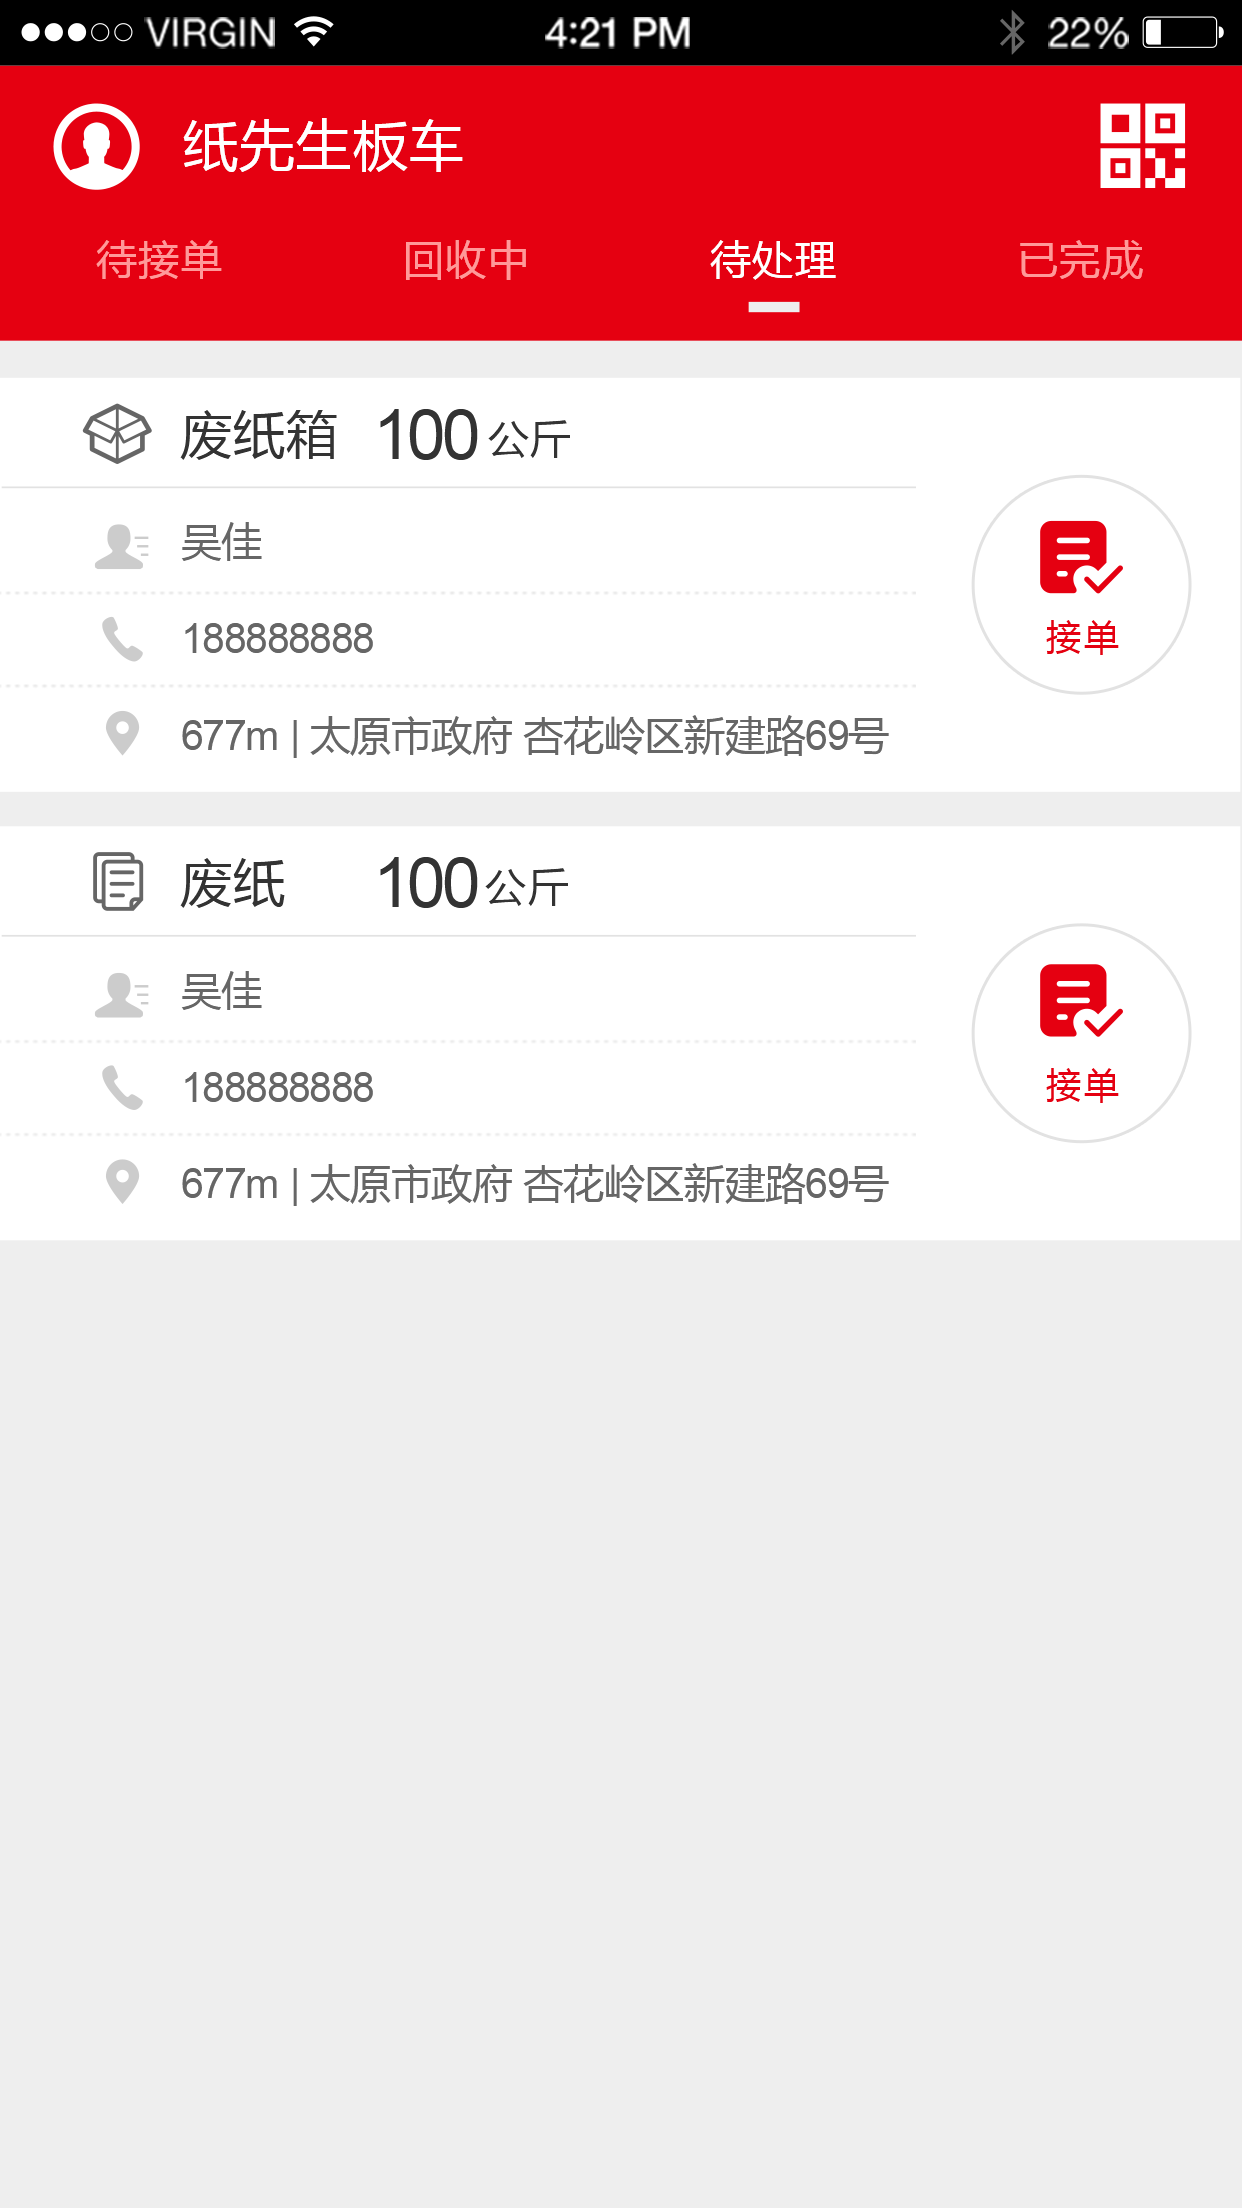 VIRGIN 4:21 PM 22%
纸先生板车
待接单 回收中 待处理 已完成
废纸箱 100 公斤
吴佳
188888888
接单
677m | 太原市政府 杏花岭区新建路69号
废纸 100 公斤
吴佳
188888888
接单
677m | 太原市政府 杏花岭区新建路69号